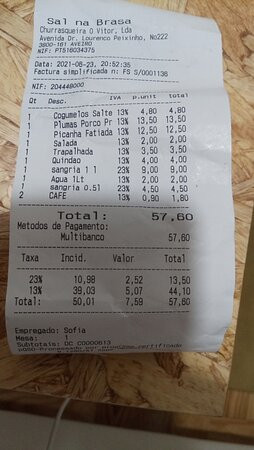 Sal na Brasa
Churrasqueira O Vitor, Lda
Avenida Dr. Lourenco Peixinho, No222
3800-161 AVEIRO
NIF: PT516034375
Data: 2021-08-23, 20:52:35
Factura simplificada n: FS S/0001136
NIF: 204448000
Qt Desc. IVA P.unit total
1 Cogumelos Salte 13% 4,80 4,80
1 Plumas Porco Pr 13% 13,50 13,50
1 Picanha Fatiada 13% 12,50 12,50
1 Salada 13% 2,00 2,00
1 Trapalhada 13% 3,50 3,50
1 Quindao 13% 4,00 4,00
1 sangria 1 l 23% 9,00 9,00
1 Agua 1Lt 13% 2,00 2,00
1 sangria 0.5l 23% 4,50 4,50
2 CAFE 13% 0,90 1,80
Total: 57,60
Metodos de Pagamento:
Multibanco 57,60
Taxa Incid. Valor Total
23% 10,98 2,52 13,50
13% 39,03 5,07 44,10
Total: 50,01 7,59 57,60
Empregado: Sofia
Mesa: 1
Subtotais: DC C0000613